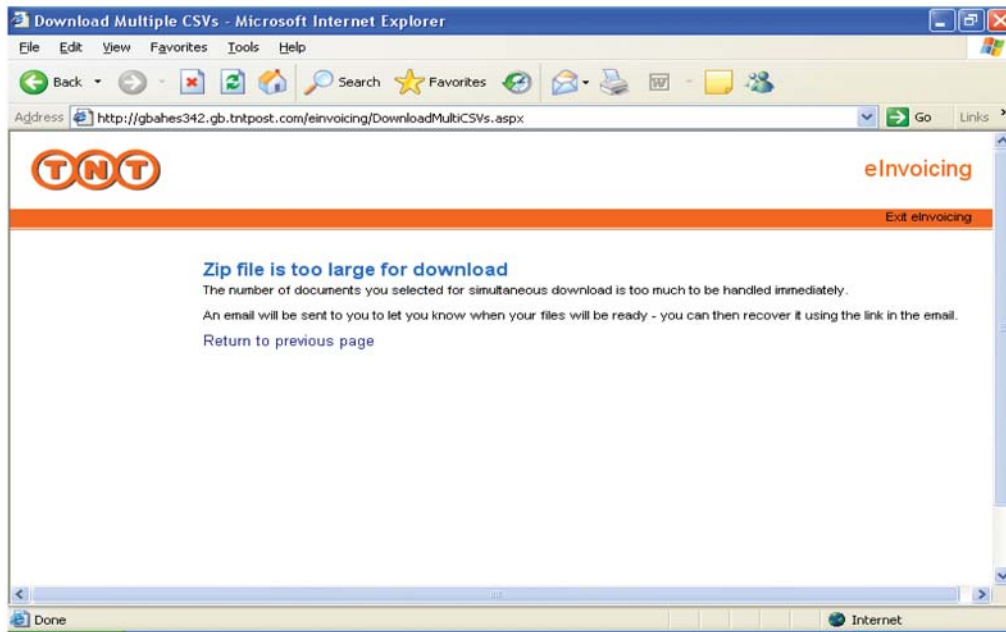 Download Multiple CSVs - Microsoft Internet Explorer
File Edit View Favorites Tools Help
Back Search Favorites
Address http://gbahes342.gb.tntpost.com/einvoicing/DownloadMultiCSVs.aspx Go Links
TNT
eInvoicing
Exit eInvoicing
Zip file is too large for download
The number of documents you selected for simultaneous download is too much to be handled immediately.
An email will be sent to you to let you know when your files will be ready - you can then recover it using the link in the email.
Return to previous page
Done Internet